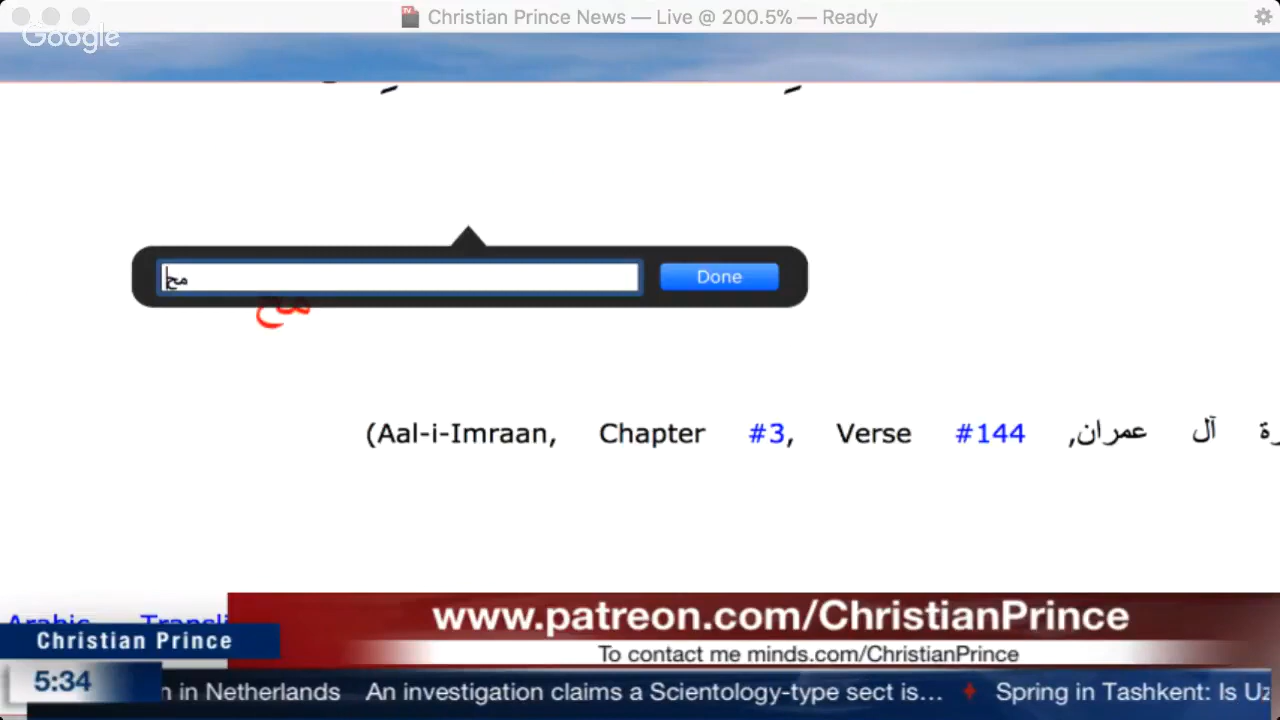 Christian Prince News — Live @ 200.5% — Ready
Google
مح
Done
مح
(Aal-i-Imraan, Chapter #3, Verse #144 ,آل عمران
www.patreon.com/ChristianPrince
Christian Prince
To contact me minds.com/ChristianPrince
5:34
in Netherlands An investigation claims a Scientology-type sect is... Spring in Tashkent: Is